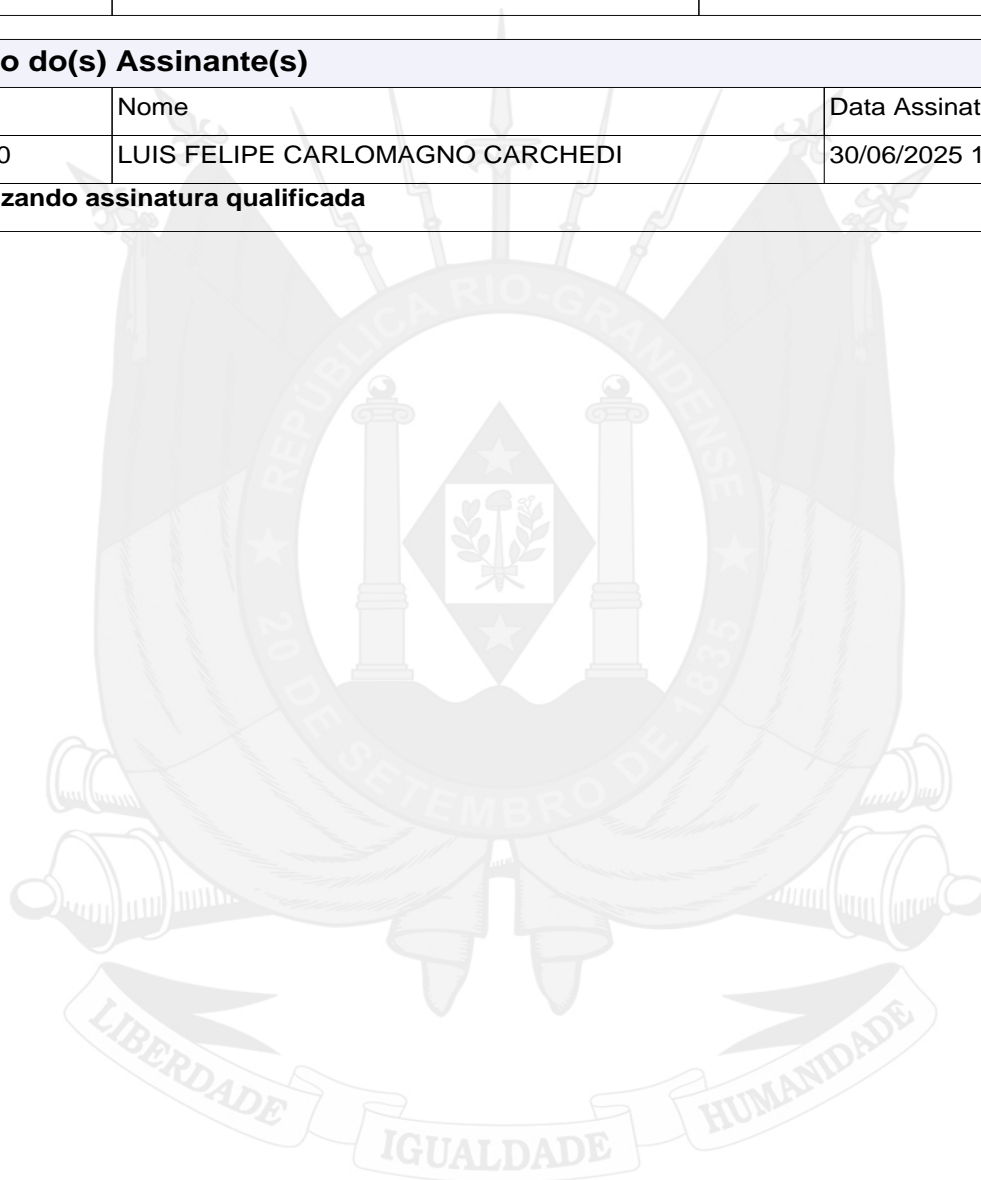 o do(s) Assinante(s)
Nome Data Assinat
0 LUIS FELIPE CARLOMAGNO CARCHEDI 30/06/2025 1
zando assinatura qualificada
REPÚBLICA RIO-GRANDENSE
20 DE SETEMBRO DE 1835
LIBERDADE IGUALDADE HUMANIDADE